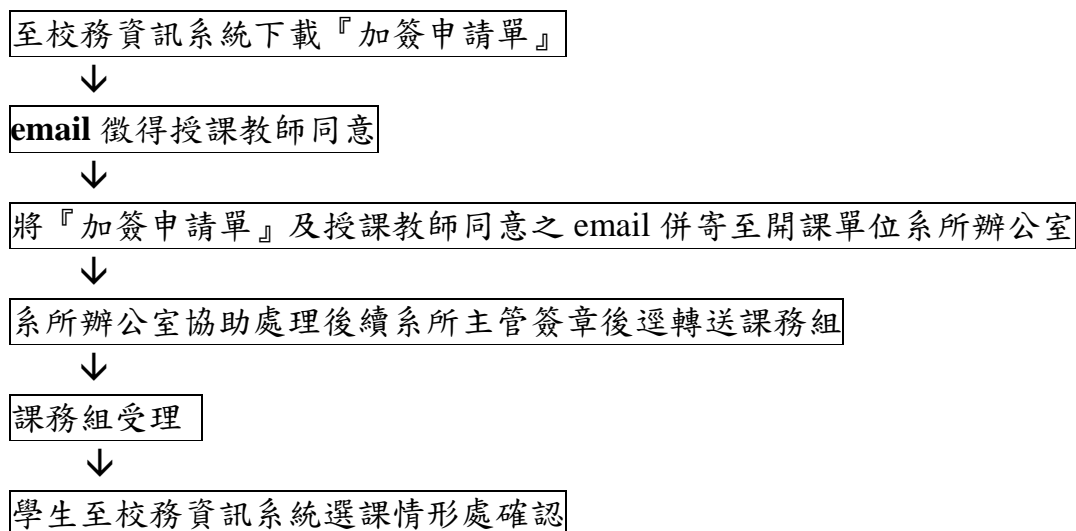 至校務資訊系統下載『加簽申請單』
↓
email 徵得授課教師同意
↓
將『加簽申請單』及授課教師同意之 email 併寄至開課單位系所辦公室
↓
系所辦公室協助處理後續系所主管簽章後逕轉送課務組
↓
課務組受理
↓
學生至校務資訊系統選課情形處確認